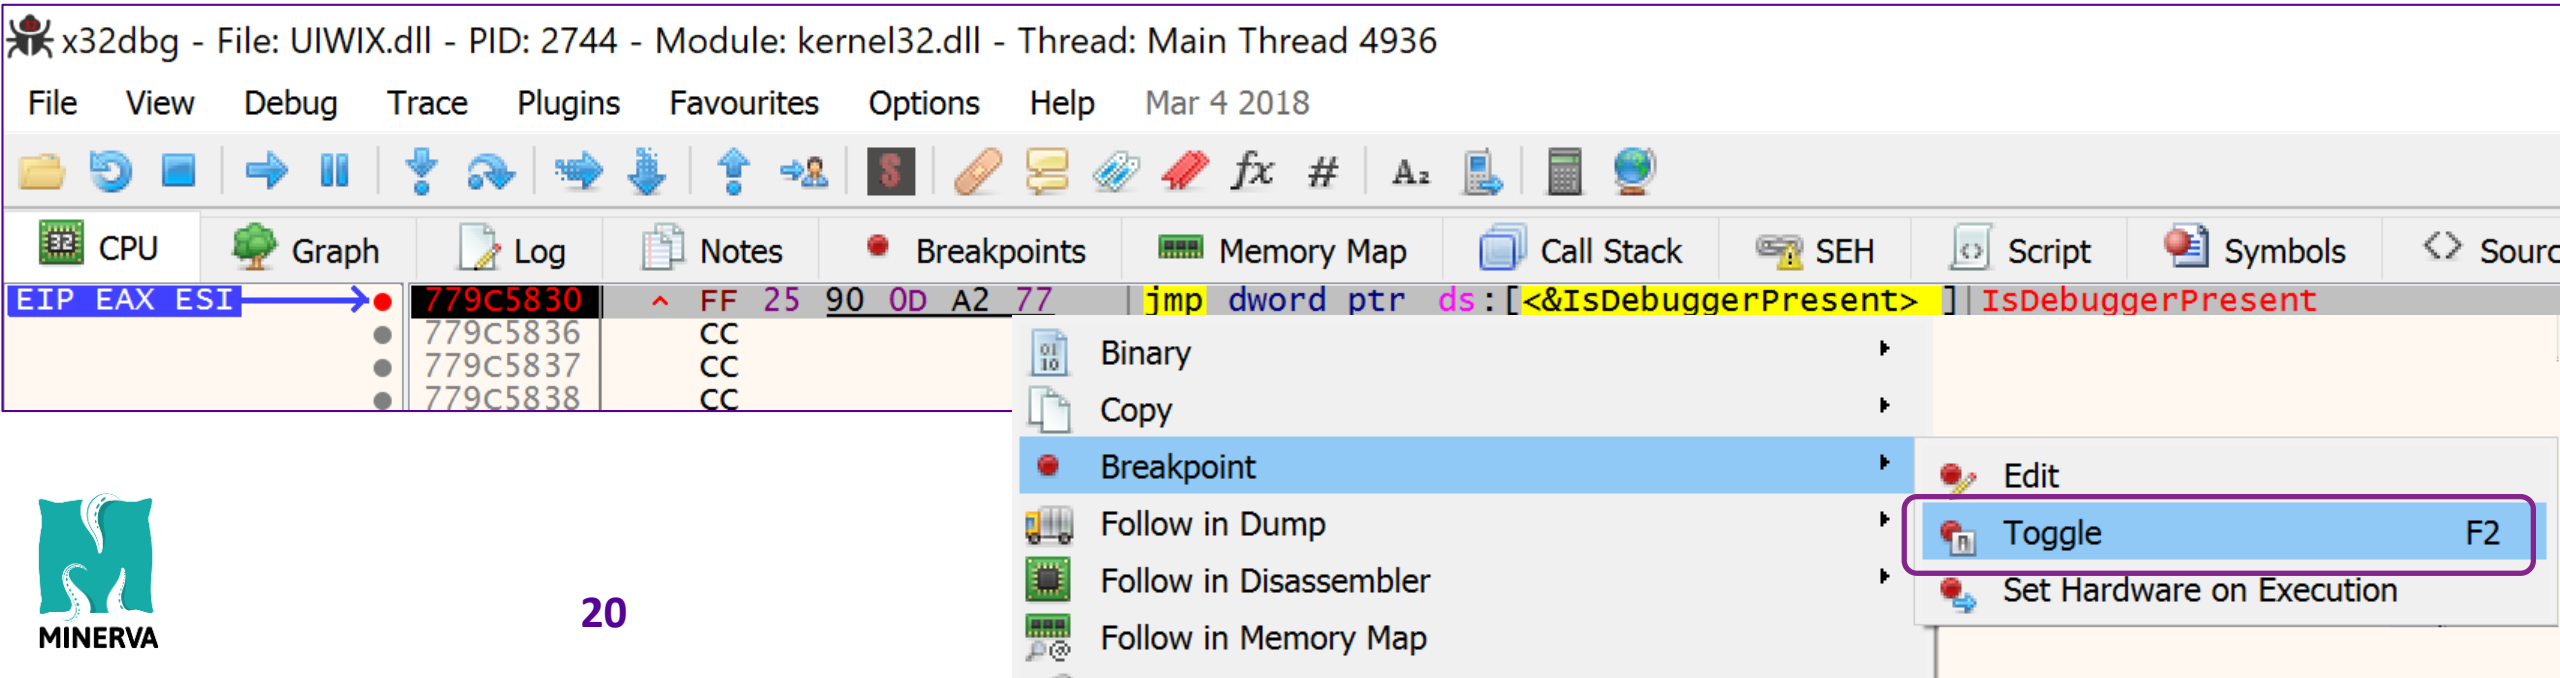 x32dbg - File: UIWIX.dll - PID: 2744 - Module: kernel32.dll - Thread: Main Thread 4936
File View Debug Trace Plugins Favourites Options Help Mar 4 2018
$ fx # Az
32 CPU Graph Log Notes Breakpoints Memory Map Call Stack SEH Script Symbols <> Sourc
EIP EAX ESI 779C5830 ^ FF 25 90 0D A2 77 jmp dword ptr ds:[<&IsDebuggerPresent>] IsDebuggerPresent
779C5836 CC
779C5837 CC
779C5838 CC
Binary
Copy
Breakpoint
Follow in Dump
Follow in Disassembler
Follow in Memory Map
Edit
Toggle F2
Set Hardware on Execution
MINERVA
20